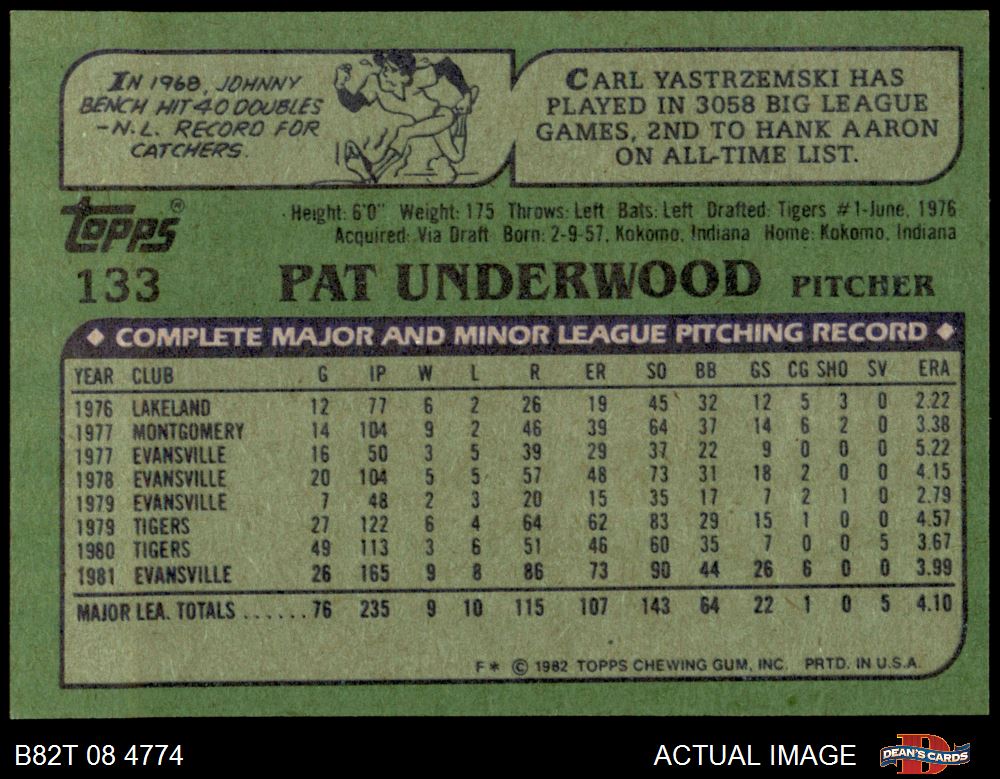 IN 1968, JOHNNY
BENCH HIT 40 DOUBLES
-N.L. RECORD FOR
CATCHERS.
CARL YASTRZEMSKI HAS
PLAYED IN 3058 BIG LEAGUE
GAMES, 2ND TO HANK AARON
ON ALL-TIME LIST.
topps®
Height: 6'0" Weight: 175 Throws: Left Bats: Left Drafted: Tigers #1-June, 1976
Acquired: Via Draft Born: 2-9-57, Kokomo, Indiana Home: Kokomo, Indiana
133 PAT UNDERWOOD PITCHER
◆ COMPLETE MAJOR AND MINOR LEAGUE PITCHING RECORD ◆
YEAR CLUB G IP W L R ER SO BB GS CG SHO SV ERA
1976 LAKELAND 12 77 6 2 26 19 45 32 12 5 3 0 2.22
1977 MONTGOMERY 14 104 9 2 46 39 64 37 14 6 2 0 3.38
1977 EVANSVILLE 16 50 3 5 39 29 37 22 9 0 0 0 5.22
1978 EVANSVILLE 20 104 5 5 57 48 73 31 18 2 0 0 4.15
1979 EVANSVILLE 7 48 2 3 20 15 35 17 7 2 1 0 2.79
1979 TIGERS 27 122 6 4 64 62 83 29 15 1 0 0 4.57
1980 TIGERS 49 113 3 6 51 46 60 35 7 0 0 5 3.67
1981 EVANSVILLE 26 165 9 8 86 73 90 44 26 6 0 0 3.99
MAJOR LEA. TOTALS ...... 76 235 9 10 115 107 143 64 22 1 0 5 4.10
F* © 1982 TOPPS CHEWING GUM, INC. PRTD. IN U.S.A.
B82T 08 4774
ACTUAL IMAGE
D
DEAN'S CARDS